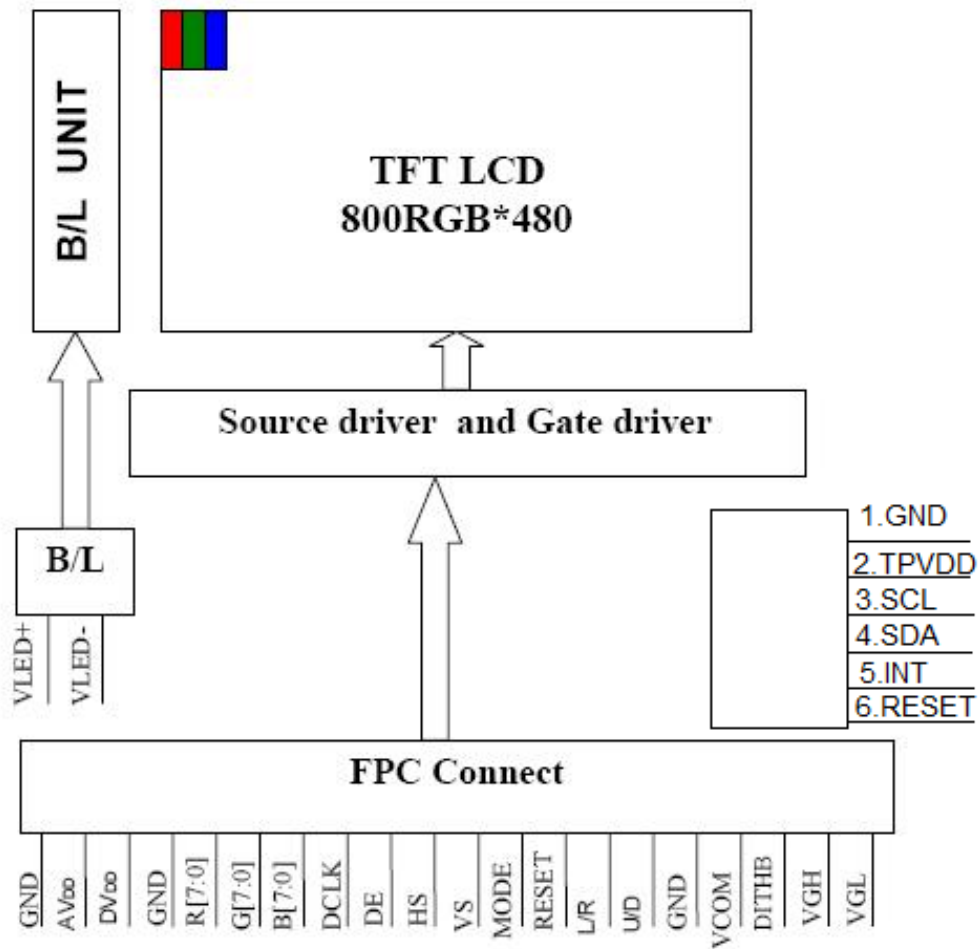 B/L UNIT
TFT LCD
800RGB*480
Source driver and Gate driver
B/L
VLED+
VLED-
1.GND
2.TPVDD
3.SCL
4.SDA
5.INT
6.RESET
FPC Connect
GND
AVDD
DVDD
GND
R[7:0]
G[7:0]
B[7:0]
DCLK
DE
HS
VS
MODE
RESET
L/R
U/D
GND
VCOM
DITHB
VGH
VGL